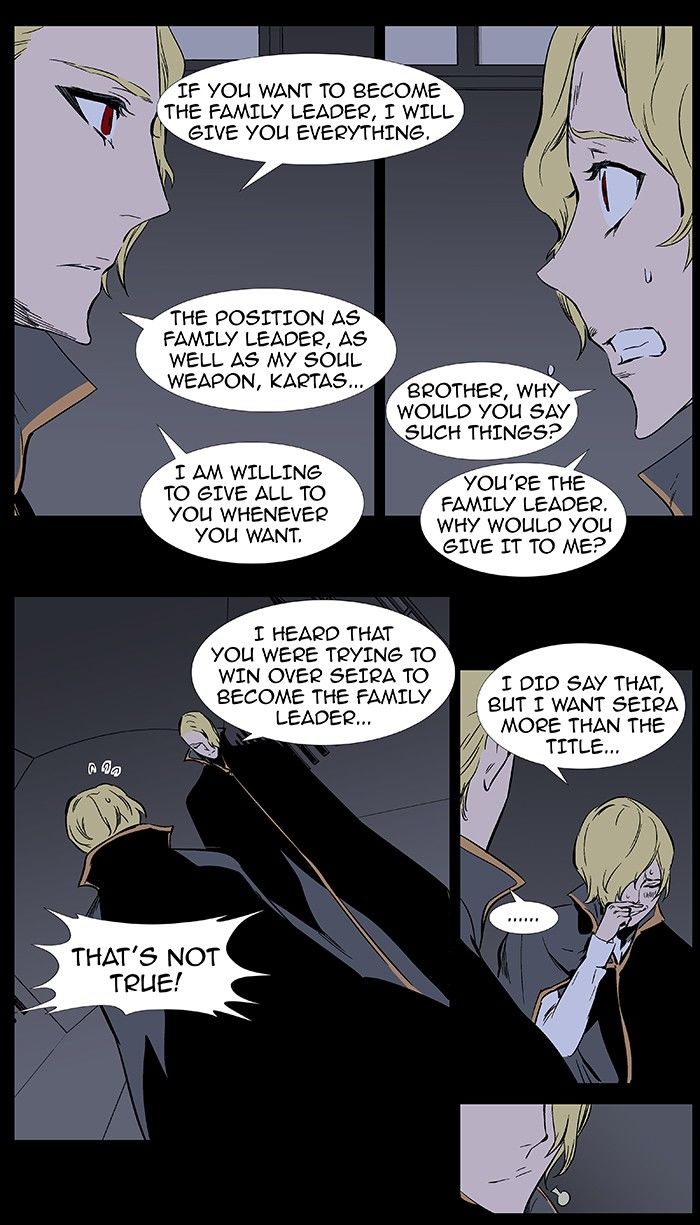 IF YOU WANT TO BECOME
THE FAMILY LEADER, I WILL
GIVE YOU EVERYTHING.
THE POSITION AS
FAMILY LEADER, AS
WELL AS MY SOUL
WEAPON, KARTAS...
I AM WILLING
TO GIVE ALL TO
YOU WHENEVER
YOU WANT.
BROTHER, WHY
WOULD YOU SAY
SUCH THINGS?
YOU'RE THE
FAMILY LEADER.
WHY WOULD YOU
GIVE IT TO ME?
I HEARD THAT
YOU WERE TRYING TO
WIN OVER SEIRA TO
BECOME THE FAMILY
LEADER...
THAT'S NOT
TRUE!
I DID SAY THAT,
BUT I WANT SEIRA
MORE THAN THE
TITLE...
......